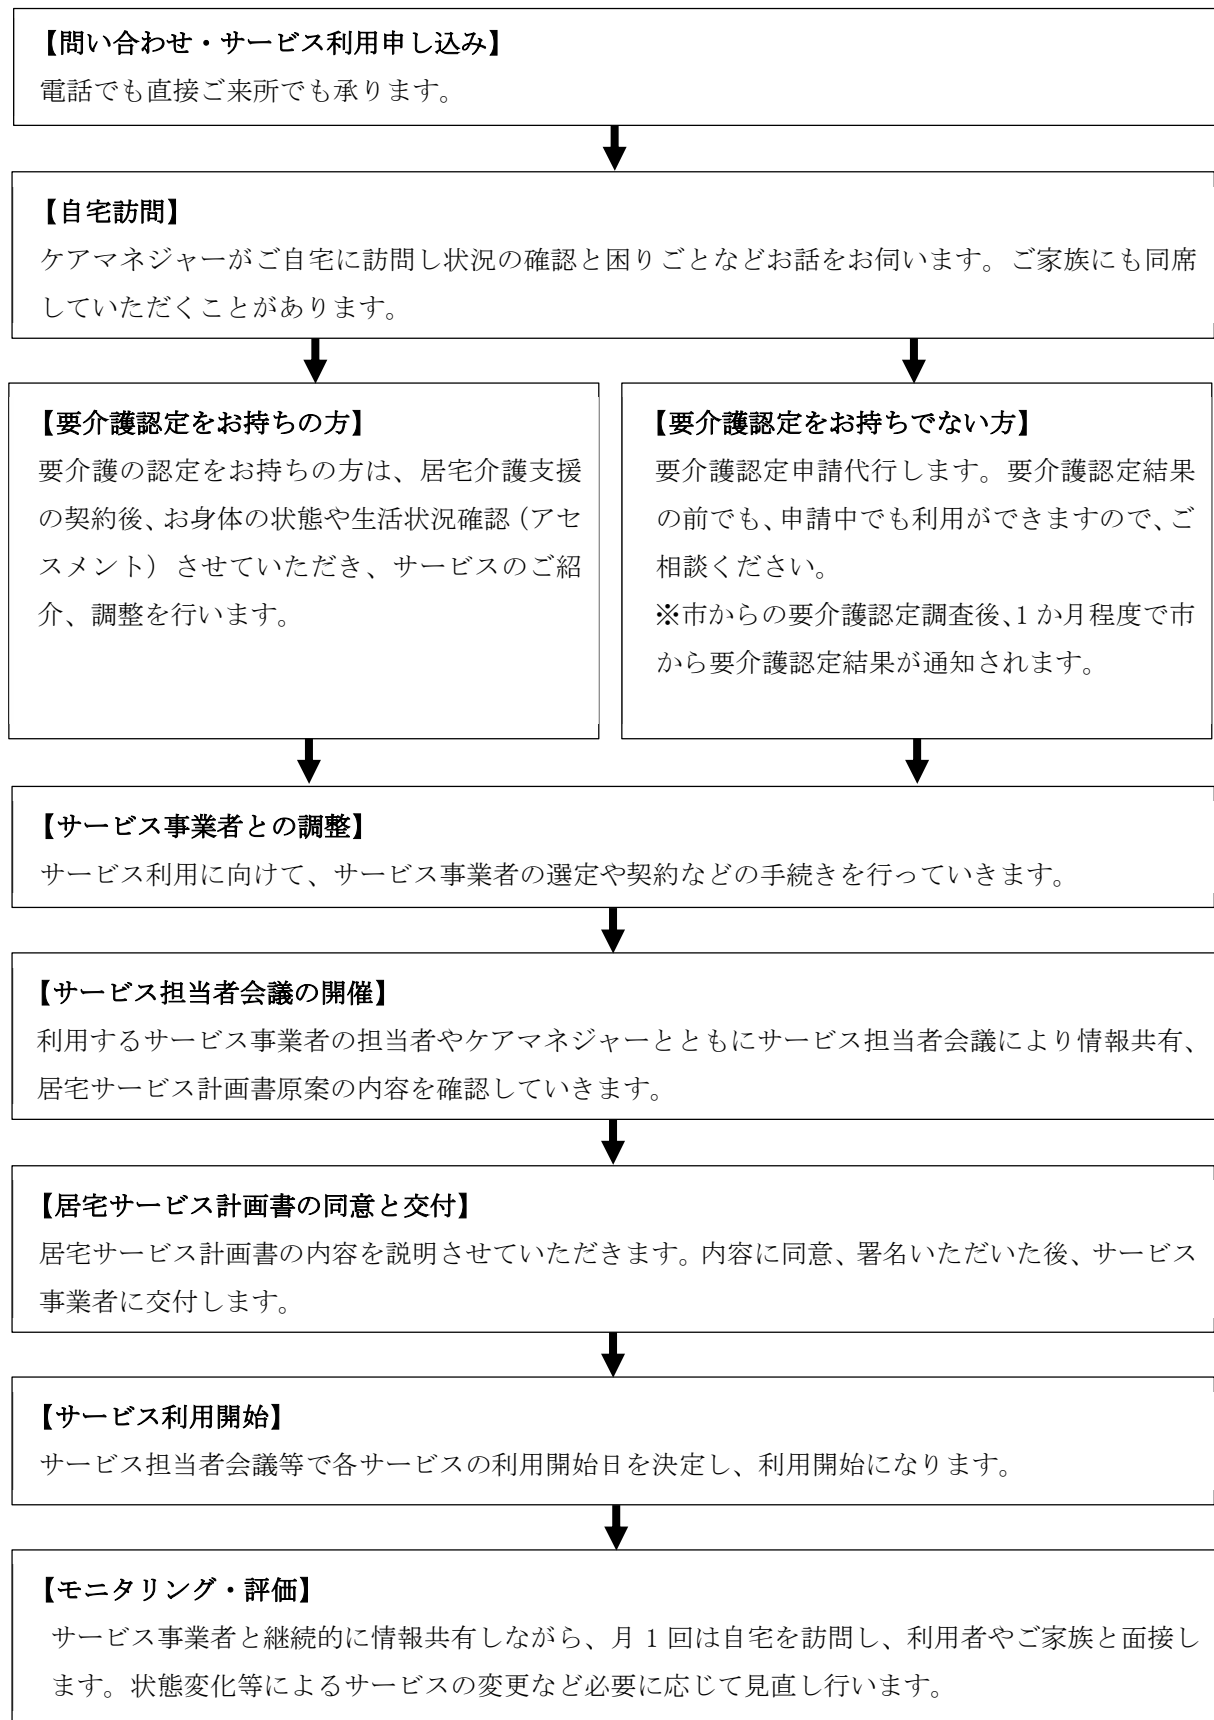 【問い合わせ・サービス利用申し込み】
電話でも直接ご来所でも承ります。
【自宅訪問】
ケアマネジャーがご自宅に訪問し状況の確認と困りごとなどお話をお伺います。ご家族にも同席
していただくことがあります。
【要介護認定をお持ちの方】
要介護の認定をお持ちの方は、居宅介護支援
の契約後、お身体の状態や生活状況確認（アセ
スメント）させていただき、サービスのご紹
介、調整を行います。
【要介護認定をお持ちでない方】
要介護認定申請代行します。要介護認定結果
の前でも、申請中でも利用ができますので、ご
相談ください。
※市からの要介護認定調査後、1 か月程度で市
から要介護認定結果が通知されます。
【サービス事業者との調整】
サービス利用に向けて、サービス事業者の選定や契約などの手続きを行っていきます。
【サービス担当者会議の開催】
利用するサービス事業者の担当者やケアマネジャーとともにサービス担当者会議により情報共有、
居宅サービス計画書原案の内容を確認していきます。
【居宅サービス計画書の同意と交付】
居宅サービス計画書の内容を説明させていただきます。内容に同意、署名いただいた後、サービス
事業者に交付します。
【サービス利用開始】
サービス担当者会議等で各サービスの利用開始日を決定し、利用開始になります。
【モニタリング・評価】
サービス事業者と継続的に情報共有しながら、月 1 回は自宅を訪問し、利用者やご家族と面接し
ます。状態変化等によるサービスの変更など必要に応じて見直し行います。